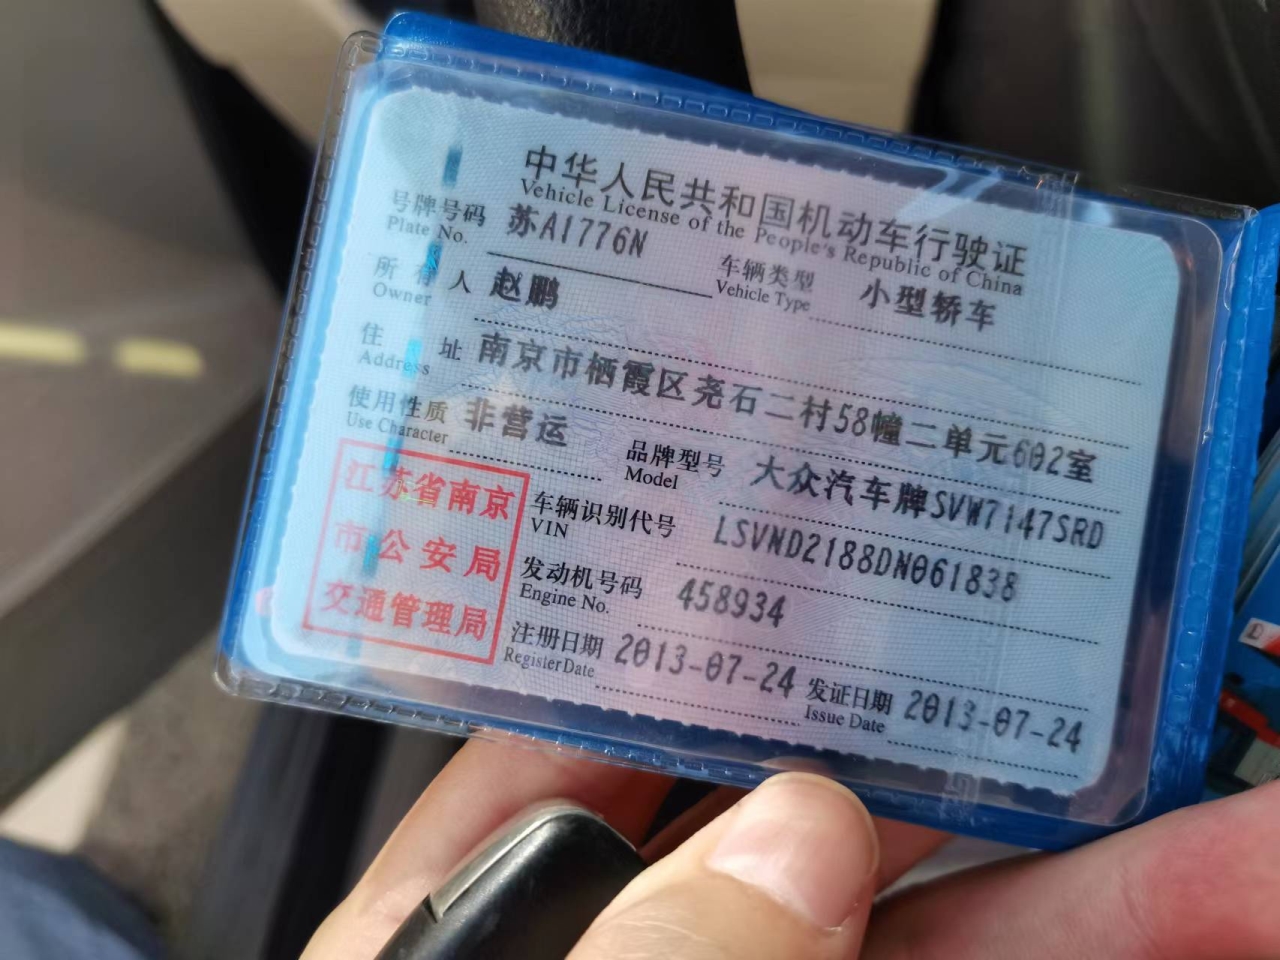 中华人民共和国机动车行驶证
Vehicle License of the People's Republic of China
号牌号码 苏A1776N 车辆类型 小型轿车
Plate No. Vehicle Type
所有人 赵鹏
Owner
住址 南京市栖霞区尧石二村58幢二单元602室
Address
使用性质 非营运 品牌型号 大众汽车牌SVW7147SRD
Use Character Model
江苏省南京
市公安局
交通管理局
车辆识别代号 LSVND2188DN061838
VIN
发动机号码 458934
Engine No.
注册日期 2013-07-24 发证日期 2013-07-24
Register Date Issue Date